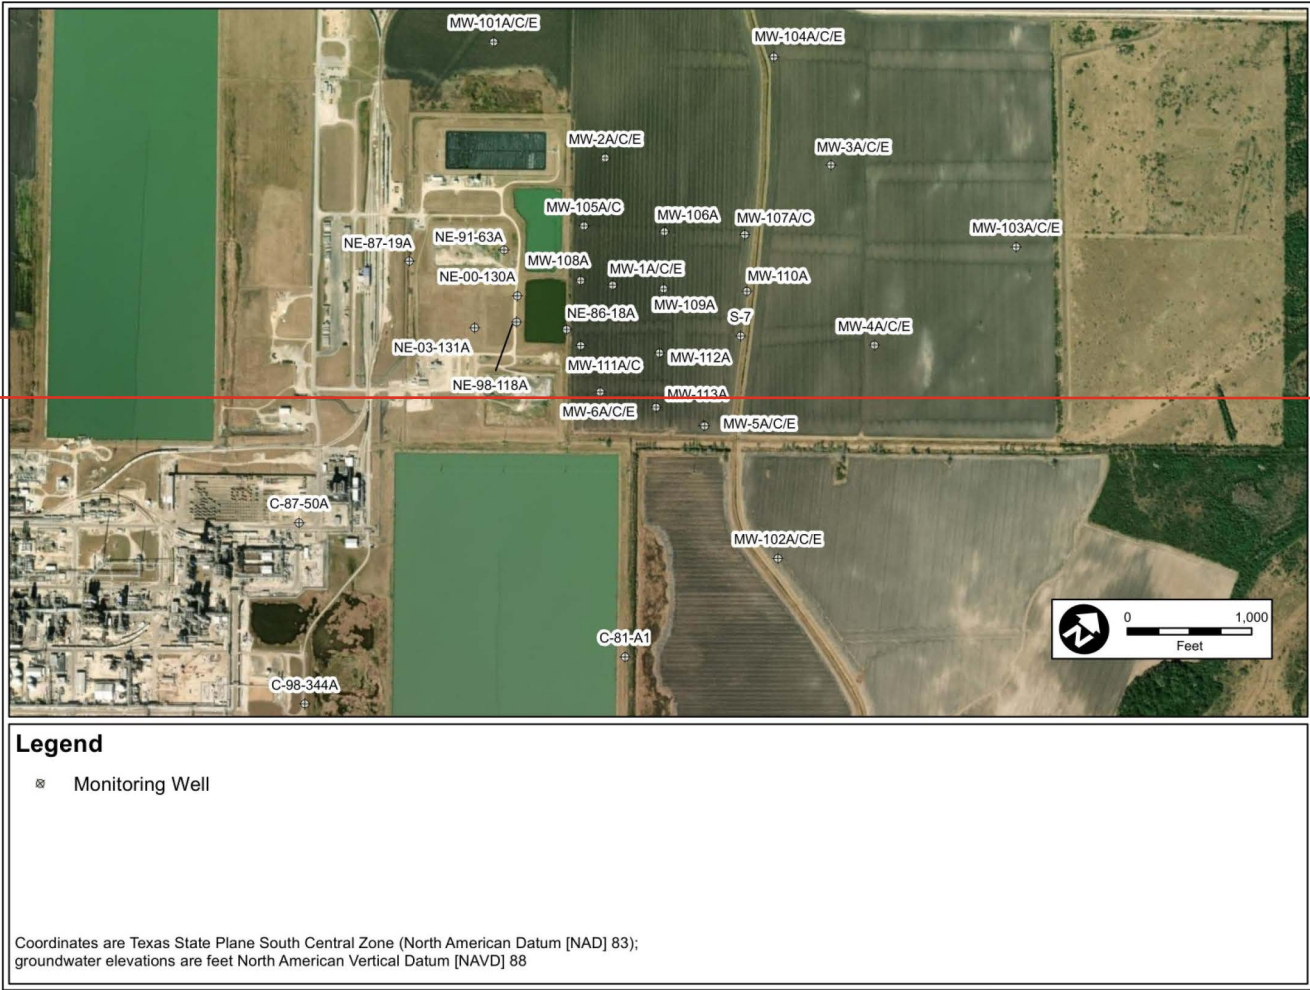 MW-101A/C/E
MW-104A/C/E
MW-2A/C/E
MW-3A/C/E
MW-105A/C
MW-106A
MW-107A/C
MW-103A/C/E
NE-87-19A
NE-91-63A
MW-108A
MW-1A/C/E
NE-00-130A
MW-110A
MW-109A
NE-86-18A
S-7
MW-4A/C/E
NE-03-131A
MW-112A
MW-111A/C
NE-98-118A
MW-113A
MW-6A/C/E
MW-5A/C/E
C-87-50A
MW-102A/C/E
N
0 1,000
Feet
C-81-A1
C-98-344A
Legend
Monitoring Well
Coordinates are Texas State Plane South Central Zone (North American Datum [NAD] 83);
groundwater elevations are feet North American Vertical Datum [NAVD] 88